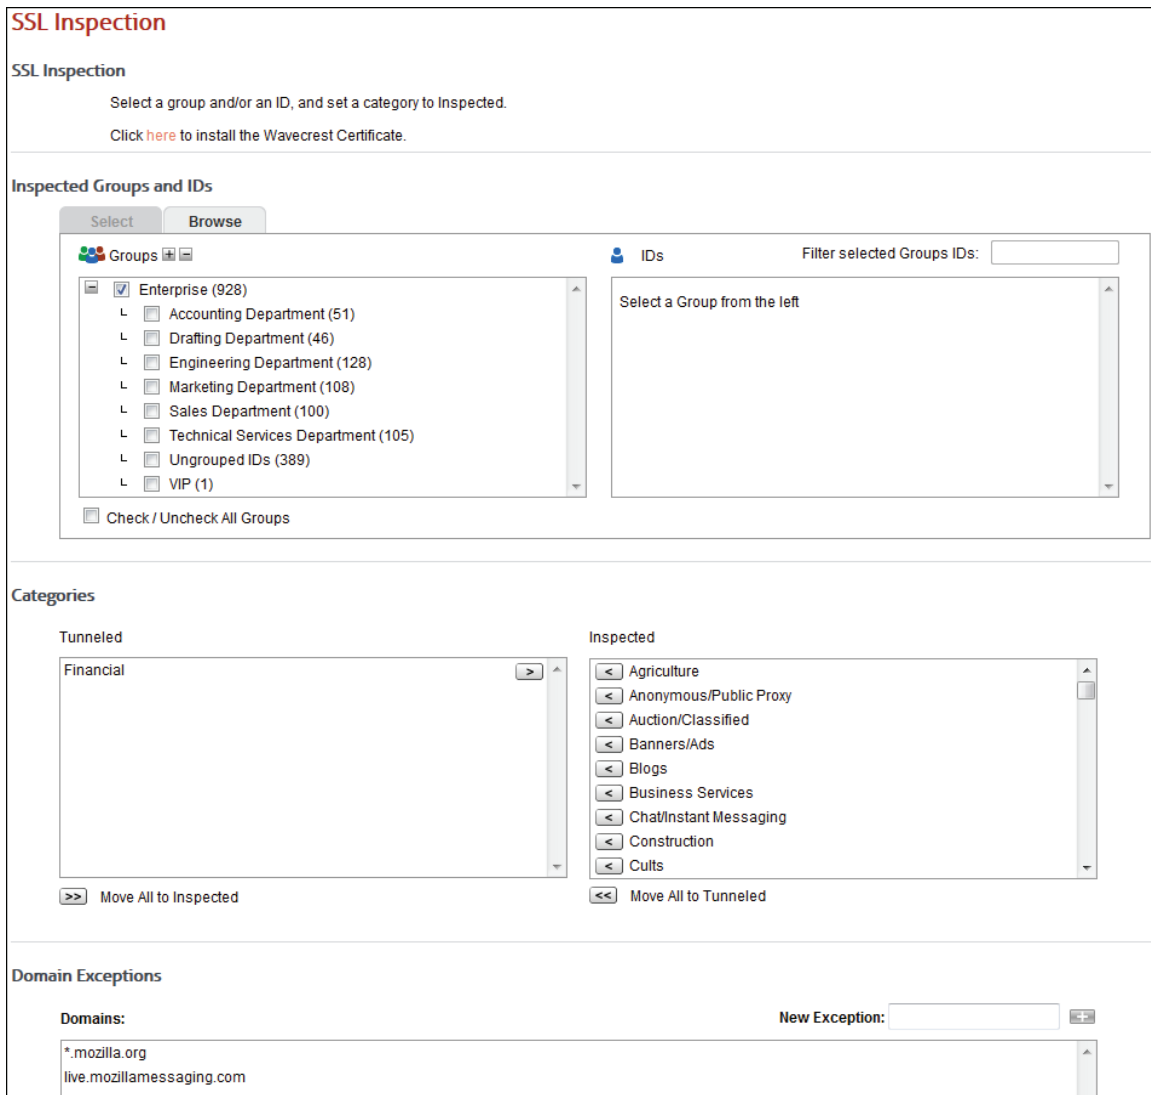 SSL Inspection
SSL Inspection
Select a group and/or an ID, and set a category to Inspected.
Click here to install the Wavecrest Certificate.
Inspected Groups and IDs
Select Browse
Groups + −
IDs Filter selected Groups IDs:
Enterprise (928)
Accounting Department (51)
Drafting Department (46)
Engineering Department (128)
Marketing Department (108)
Sales Department (100)
Technical Services Department (105)
Ungrouped IDs (389)
VIP (1)
Select a Group from the left
Check / Uncheck All Groups
Categories
Tunneled
Financial >
>> Move All to Inspected
Inspected
< Agriculture
< Anonymous/Public Proxy
< Auction/Classified
< Banners/Ads
< Blogs
< Business Services
< Chat/Instant Messaging
< Construction
< Cults
<< Move All to Tunneled
Domain Exceptions
Domains: New Exception:
*.mozilla.org
live.mozillamessaging.com